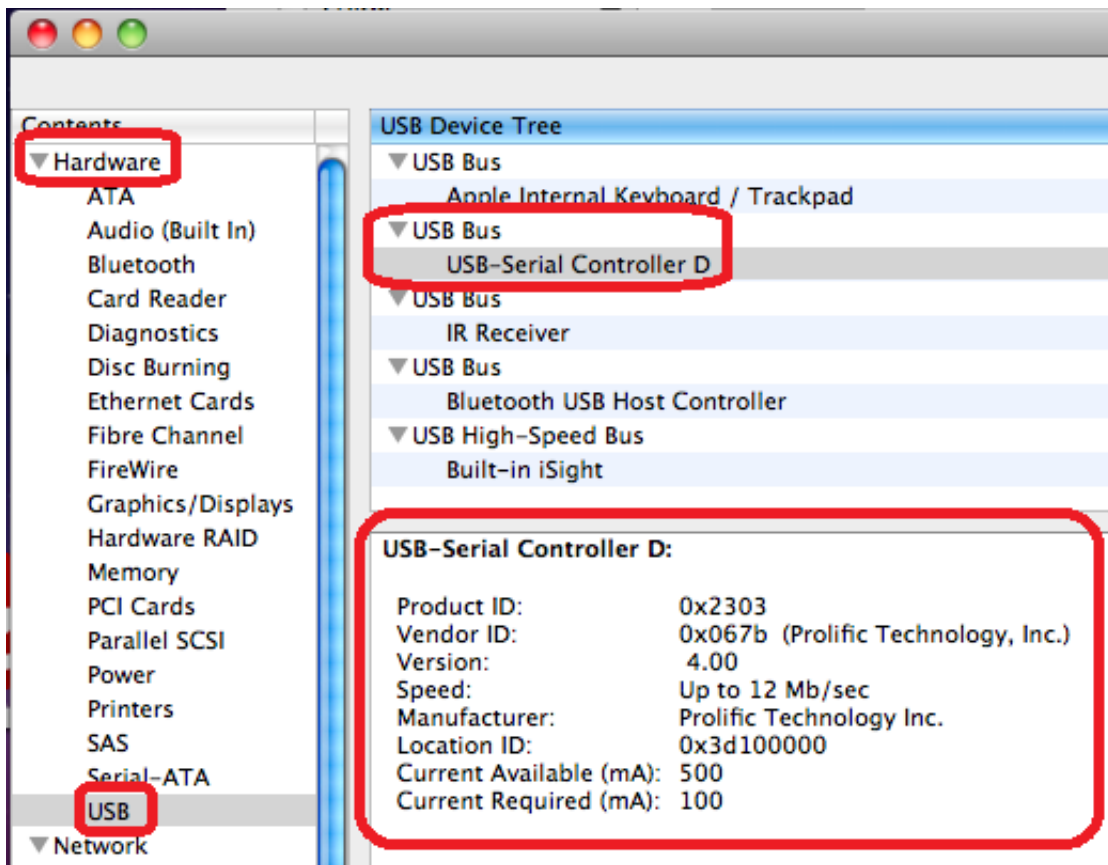 Contents
Hardware
ATA
Audio (Built In)
Bluetooth
Card Reader
Diagnostics
Disc Burning
Ethernet Cards
Fibre Channel
FireWire
Graphics/Displays
Hardware RAID
Memory
PCI Cards
Parallel SCSI
Power
Printers
SAS
Serial-ATA
USB
Network
USB Device Tree
USB Bus
Apple Internal Keyboard / Trackpad
USB Bus
USB-Serial Controller D
USB Bus
IR Receiver
USB Bus
Bluetooth USB Host Controller
USB High-Speed Bus
Built-in iSight
USB-Serial Controller D:
Product ID: 0x2303
Vendor ID: 0x067b (Prolific Technology, Inc.)
Version: 4.00
Speed: Up to 12 Mb/sec
Manufacturer: Prolific Technology Inc.
Location ID: 0x3d100000
Current Available (mA): 500
Current Required (mA): 100